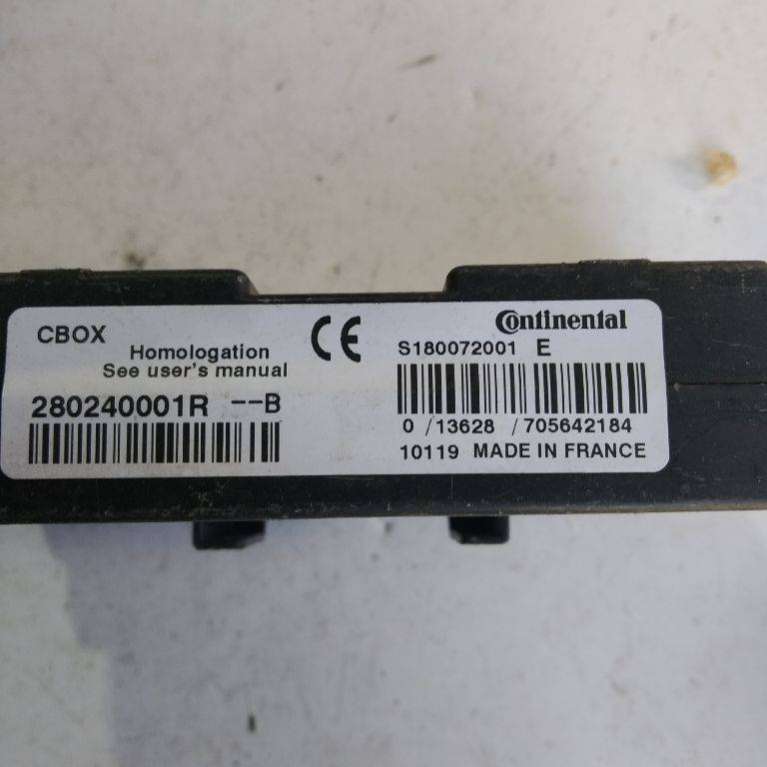 CBOX
Homologation
See user's manual
280240001R --B
CE
Continental
S180072001 E
0 /13628 /705642184
10119 MADE IN FRANCE